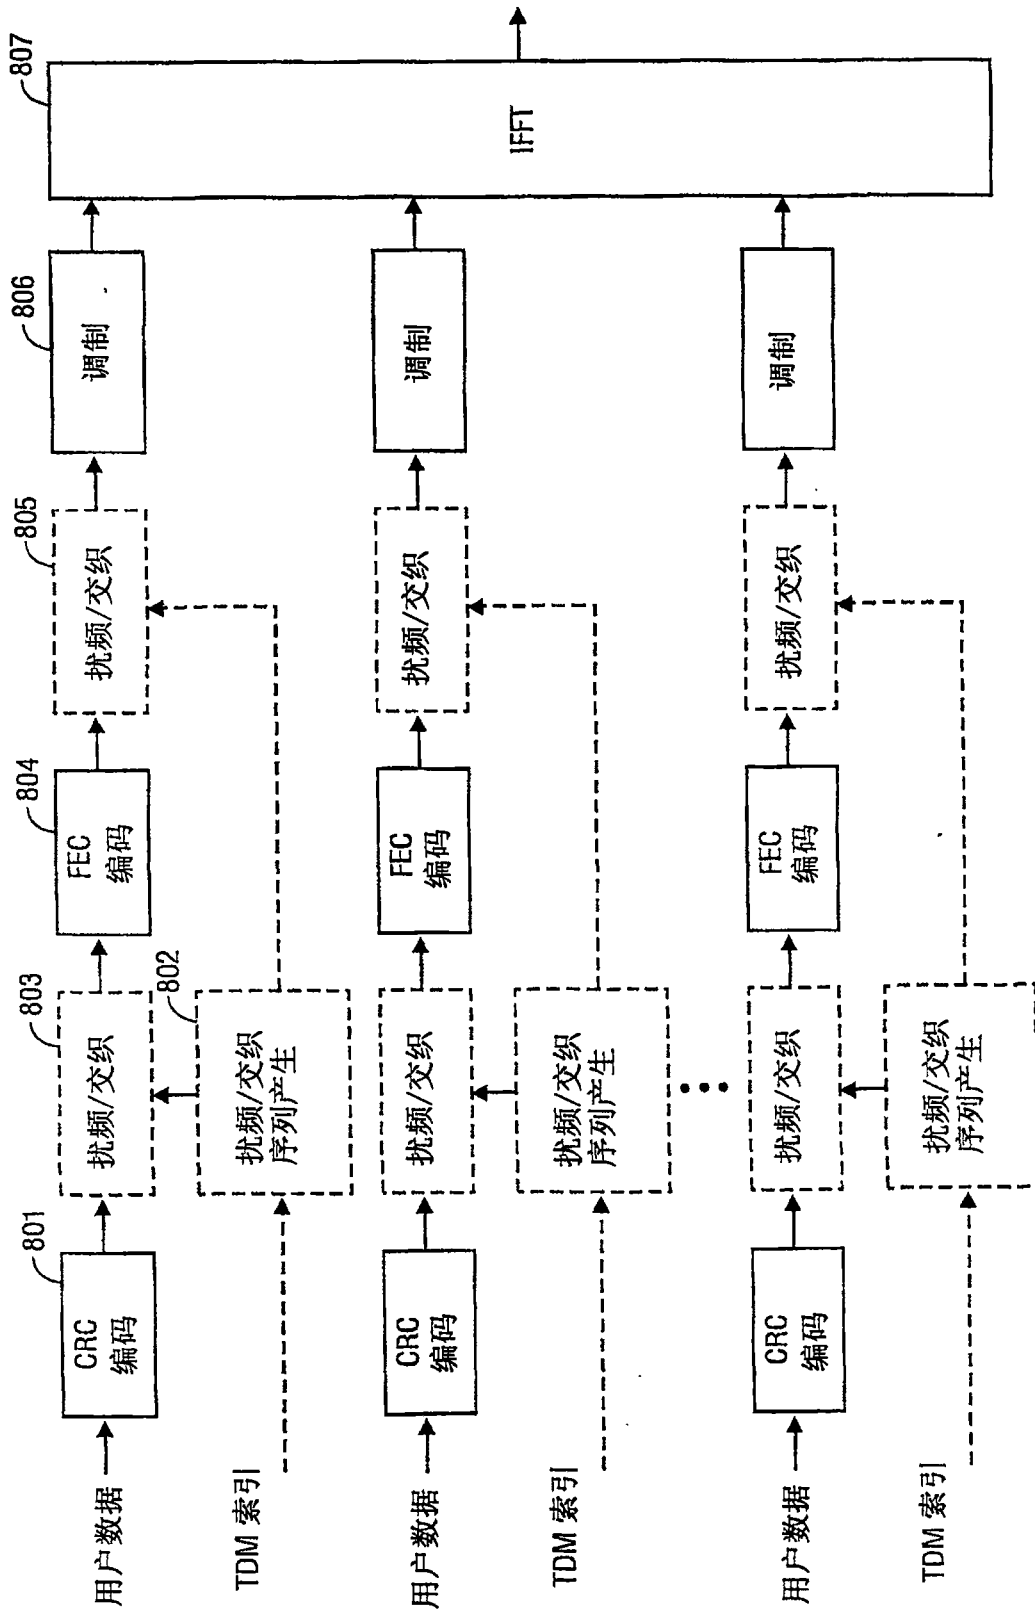 用户数据
CRC
编码
801
扰频/交织
803
FEC
编码
804
扰频/交织
805
调制
806
IFFT
807
TDM 索引
扰频/交织
序列产生
802
用户数据
CRC
编码
扰频/交织
FEC
编码
扰频/交织
调制
TDM 索引
扰频/交织
序列产生
用户数据
CRC
编码
扰频/交织
FEC
编码
扰频/交织
调制
TDM 索引
扰频/交织
序列产生